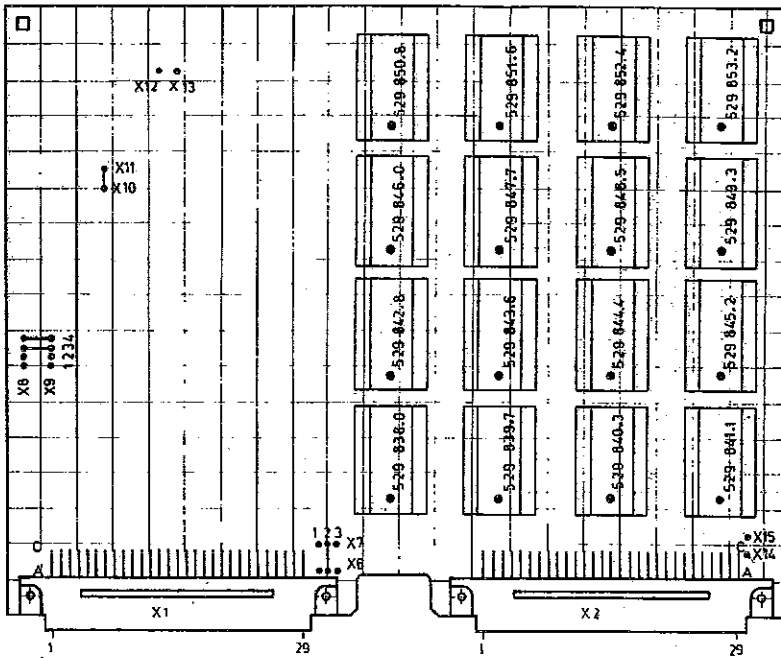 529 850.8
529 851.6
529 852.4
529 853.2
X12 X13
X11
X10
529 846.0
529 847.7
529 848.5
529 849.3
529 842.8
529 843.6
529 844.4
529 845.2
1 2 3 4
X8 X9
529 838.0
529 839.7
529 840.3
529 841.1
1 2 3 X7
X6
C
A
C X15
X14
A
X1
X2
1 29
1 29